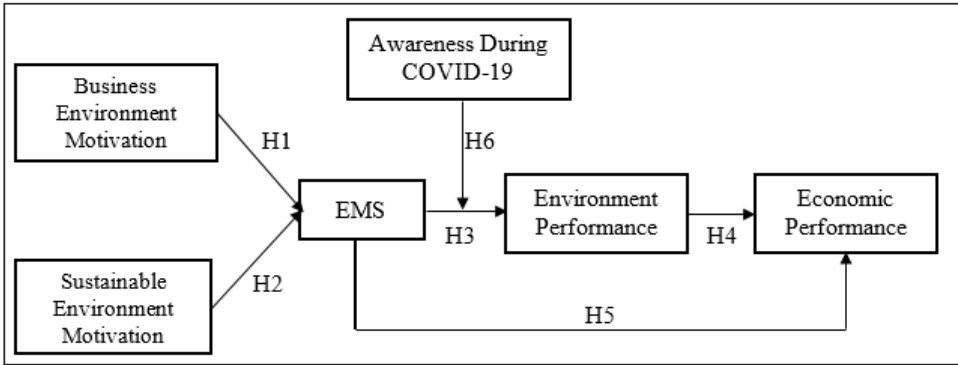 Awareness During
COVID-19
Business
Environment
Motivation
H1
H6
EMS
Environment
Performance
Economic
Performance
H3
H4
Sustainable
Environment
Motivation
H2
H5